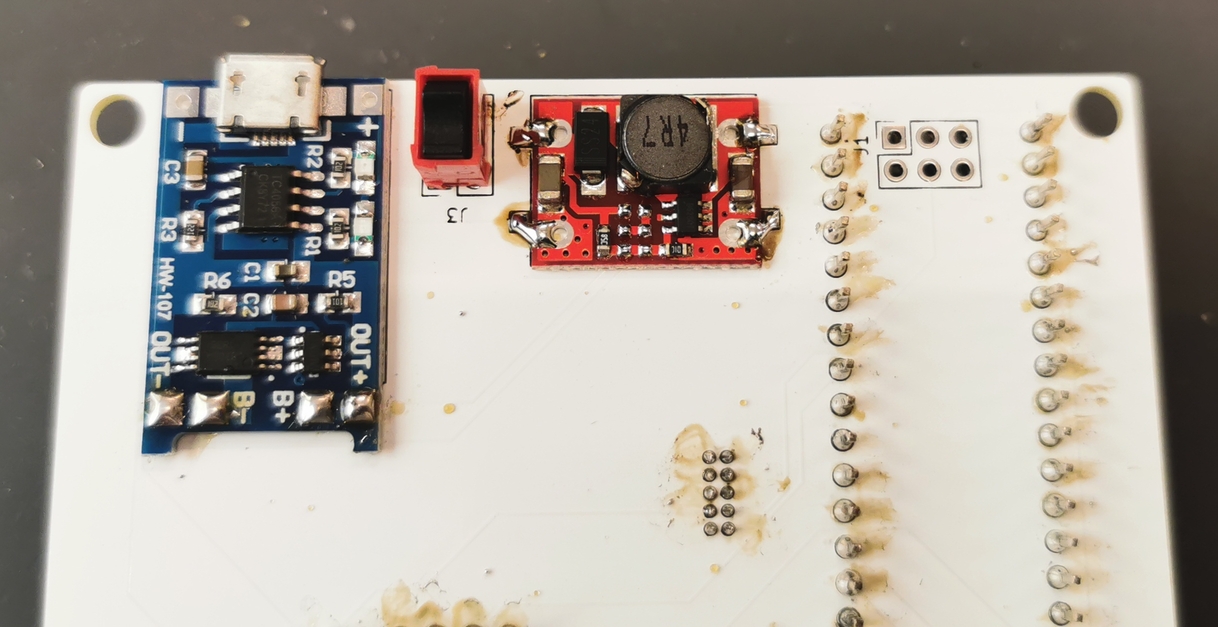 -
+
C3
R2
R3
R1
C1
R6
R5
C2
HW-107
OUT-
OUT+
B-
B+
J3
4R7
J1